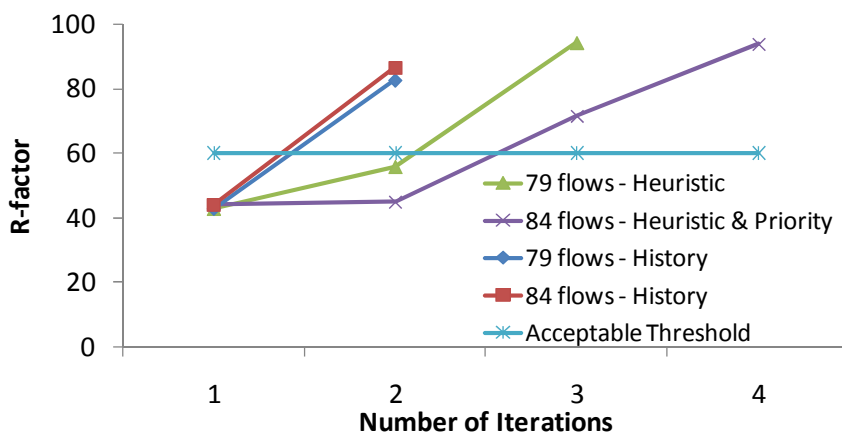 100
80
60
40
20
0
R-factor
79 flows - Heuristic
84 flows - Heuristic & Priority
79 flows - History
84 flows - History
Acceptable Threshold
1 2 3 4
Number of Iterations